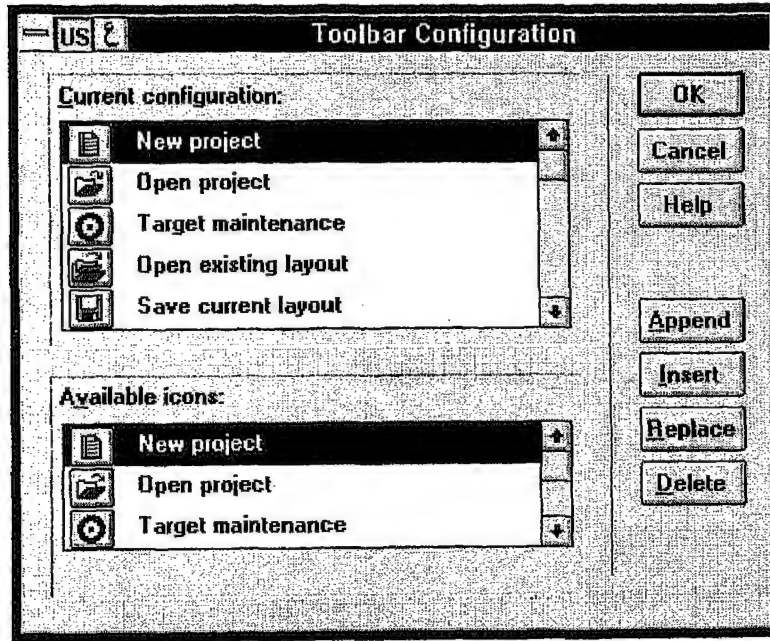 US
Toolbar Configuration
Current configuration:
New project
Open project
Target maintenance
Open existing layout
Save current layout
Available icons:
New project
Open project
Target maintenance
OK
Cancel
Help
Append
Insert
Replace
Delete